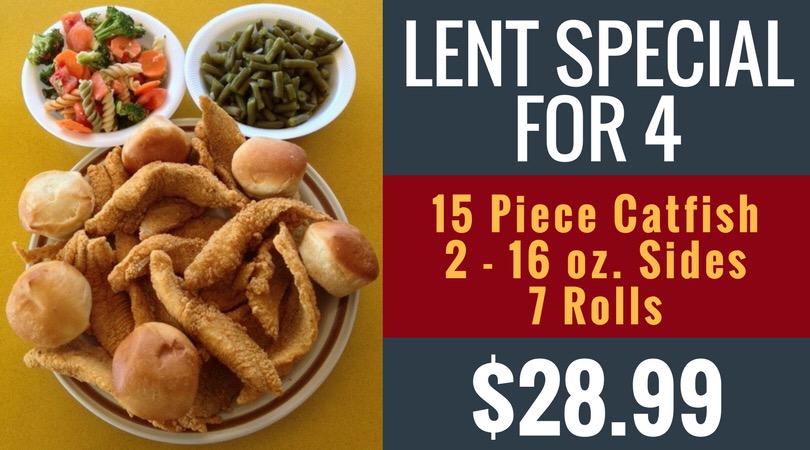 LENT SPECIAL
FOR 4
15 Piece Catfish
2 - 16 oz. Sides
7 Rolls
$28.99